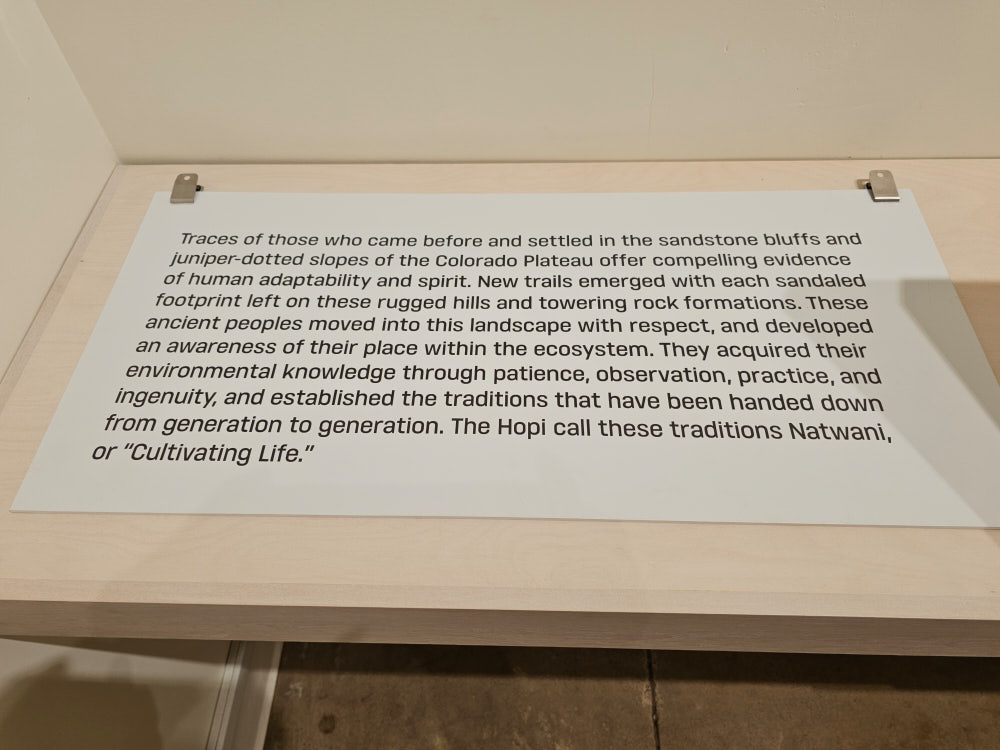 Traces of those who came before and settled in the sandstone bluffs and
juniper-dotted slopes of the Colorado Plateau offer compelling evidence
of human adaptability and spirit. New trails emerged with each sandaled
footprint left on these rugged hills and towering rock formations. These
ancient peoples moved into this landscape with respect, and developed
an awareness of their place within the ecosystem. They acquired their
environmental knowledge through patience, observation, practice, and
ingenuity, and established the traditions that have been handed down
from generation to generation. The Hopi call these traditions Natwani,
or “Cultivating Life.”